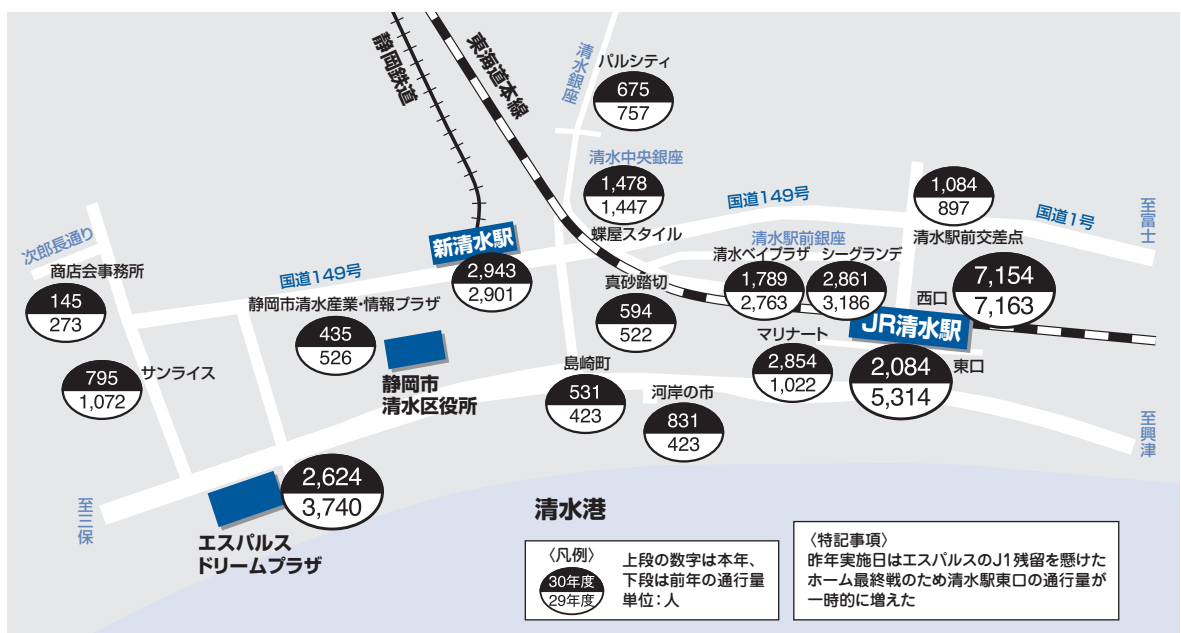 静岡鉄道
東海道本線
清水銀座
パルシティ
675
757
清水中央銀座
1,478
1,447
蝶屋スタイル
国道149号
1,084
897
清水駅前交差点
国道1号
至富士
次郎長通り
商店会事務所
145
273
国道149号
新清水駅
2,943
2,901
静岡市清水産業・情報プラザ
435
526
真砂踏切
594
522
清水駅前銀座
清水ベイプラザ
1,789
2,763
シーグランデ
2,861
3,186
西口
7,154
7,163
JR清水駅
東口
2,084
5,314
マリナート
2,854
1,022
サンライス
795
1,072
静岡市
清水区役所
島崎町
531
423
河岸の市
831
423
至興津
至三保
2,624
3,740
エスパルス
ドリームプラザ
清水港
〈凡例〉
30年度
29年度
上段の数字は本年、
下段は前年の通行量
単位：人
〈特記事項〉
昨年実施日はエスパルスのJ1残留を懸けた
ホーム最終戦のため清水駅東口の通行量が
一時的に増えた